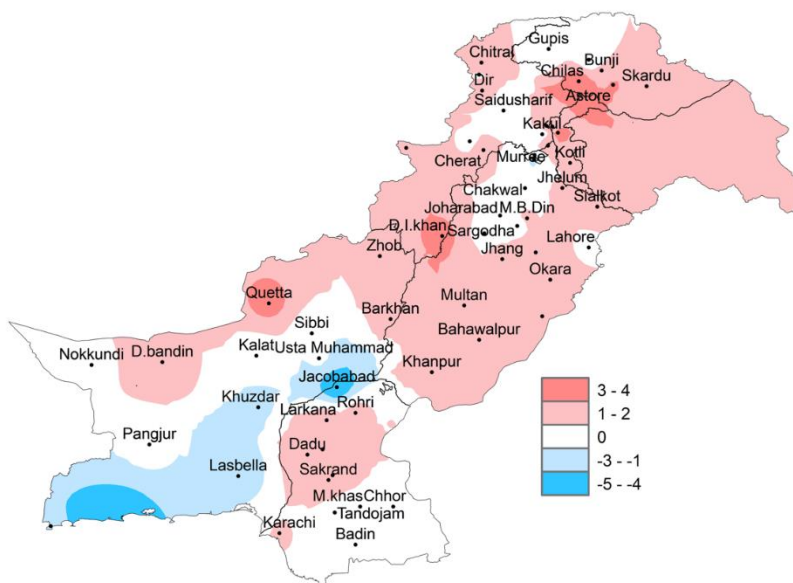 Gupis
Chitral
Bunji
Chilas
Dir
Skardu
Astore
Saidusharif
Kakul
Cherat
Murree
Kotli
Chakwal
Jhelum
Joharabad
M.B.Din
Sialkot
D.I.khan
Sargodha
Zhob
Lahore
Jhang
Okara
Quetta
Multan
Barkhan
Sibbi
Bahawalpur
Nokkundi
D.bandin
Kalat
Usta Muhammad
Khanpur
Jacobabad
3 - 4
Khuzdar
Rohri
1 - 2
Larkana
0
Pangjur
Dadu
-3 - -1
Lasbella
Sakrand
-5 - -4
M.khas
Chhor
Tandojam
Karachi
Badin